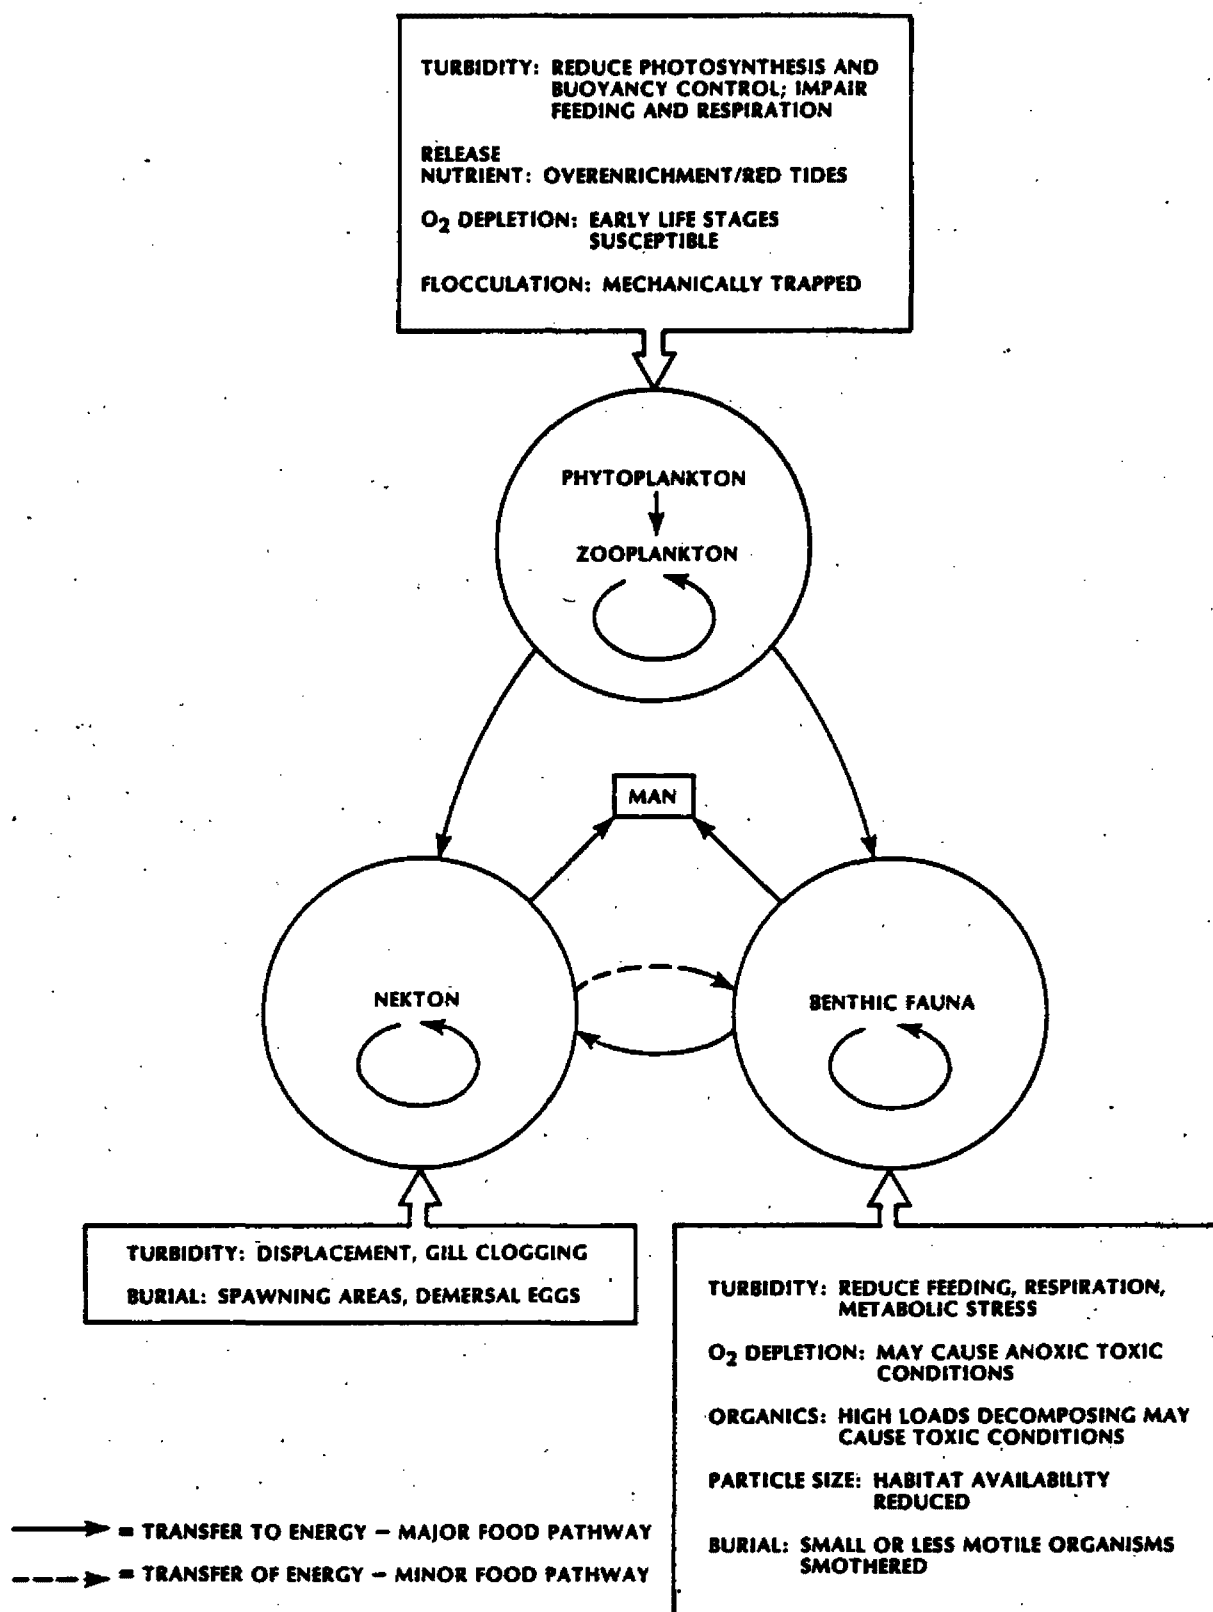 TURBIDITY: REDUCE PHOTOSYNTHESIS AND
BUOYANCY CONTROL; IMPAIR
FEEDING AND RESPIRATION
RELEASE
NUTRIENT: OVERENRICHMENT/RED TIDES
O₂ DEPLETION: EARLY LIFE STAGES
SUSCEPTIBLE
FLOCCULATION: MECHANICALLY TRAPPED
PHYTOPLANKTON
ZOOPLANKTON
MAN
NEKTON
BENTHIC FAUNA
TURBIDITY: DISPLACEMENT, GILL CLOGGING
BURIAL: SPAWNING AREAS, DEMERSAL EGGS
TURBIDITY: REDUCE FEEDING, RESPIRATION,
METABOLIC STRESS
O₂ DEPLETION: MAY CAUSE ANOXIC TOXIC
CONDITIONS
ORGANICS: HIGH LOADS DECOMPOSING MAY
CAUSE TOXIC CONDITIONS
PARTICLE SIZE: HABITAT AVAILABILITY
REDUCED
BURIAL: SMALL OR LESS MOTILE ORGANISMS
SMOTHERED
= TRANSFER TO ENERGY – MAJOR FOOD PATHWAY
= TRANSFER OF ENERGY – MINOR FOOD PATHWAY